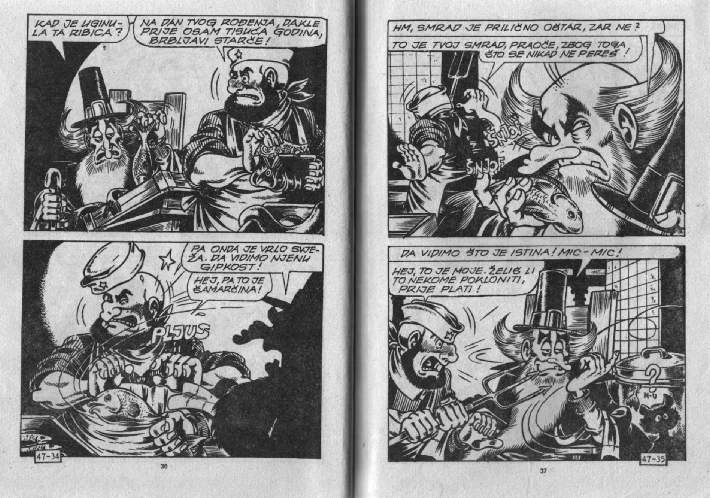 KAD JE UGINU-
LA TA RIBICA?
NA DAN TVOG ROĐENJA, DAKLE
PRIJE OSAM TISUĆA GODINA,
BRBLJAVI STARČE!
PA ONDA JE VRLO SVJE-
ŽA. DA VIDIMO NJENU
GIPKOST!
HEJ, PA TO JE
ŠAMARČINA!
PLJUS
47-34
36
HM, SMRAD JE PRILIČNO OŠTAR, ZAR NE?
TO JE TVOJ SMRAD, PRAOČE, ZBOG TOGA
ŠTO SE NIKAD NE PEREŠ!
ŠNJOF
ŠNJOF
DA VIDIMO ŠTO JE ISTINA! MIC-MIC!
HEJ, TO JE MOJE. ŽELIŠ LI
TO NEKOME POKLONITI,
PRIJE PLATI!
?
N-6
47-35
37